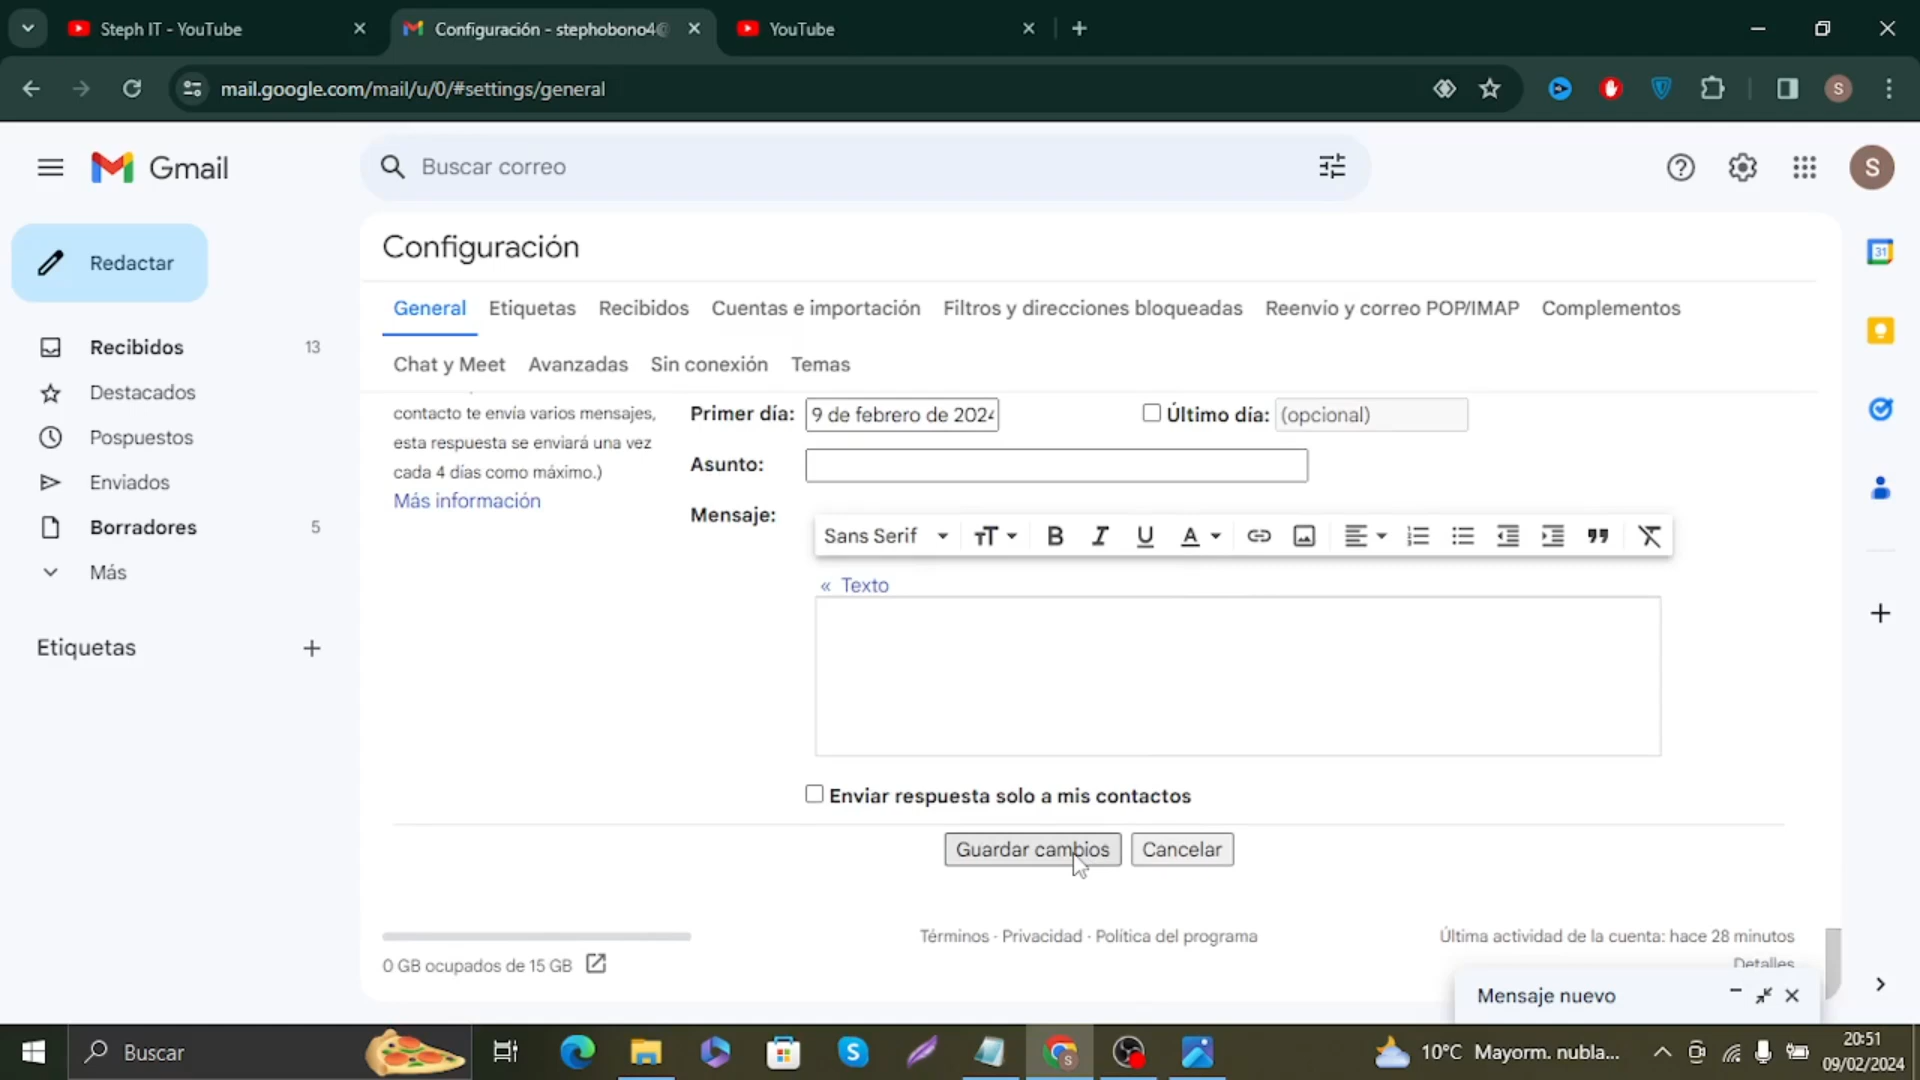 Steph IT - YouTube
Configuración - stephobono4@
YouTube
mail.google.com/mail/u/0/#settings/general
S
Gmail
Buscar correo
S
Redactar
Recibidos 13
Destacados
Pospuestos
Enviados
Borradores 5
Más
Etiquetas
Configuración
General Etiquetas Recibidos Cuentas e importación Filtros y direcciones bloqueadas Reenvío y correo POP/IMAP Complementos
Chat y Meet Avanzadas Sin conexión Temas
contacto te envía varios mensajes,
esta respuesta se enviará una vez
cada 4 días como máximo.)
Más información
Primer día: 9 de febrero de 2024 Último día: (opcional)
Asunto:
Mensaje:
Sans Serif
« Texto
Enviar respuesta solo a mis contactos
Guardar cambios Cancelar
0 GB ocupados de 15 GB
Términos · Privacidad · Política del programa
Última actividad de la cuenta: hace 28 minutos
Detalles
Mensaje nuevo
31
Buscar
10°C Mayorm. nubla...
20:51
09/02/2024